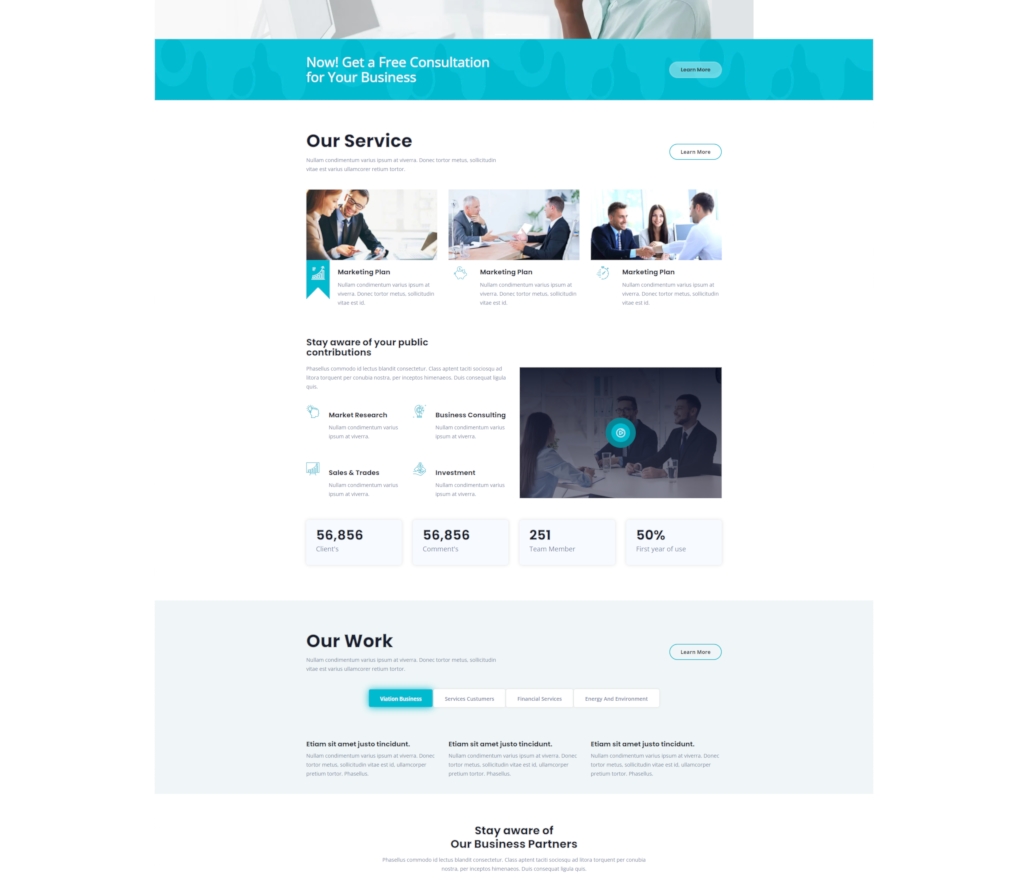 Now! Get a Free Consultation
for Your Business
Learn More
Our Service
Nullam condimentum varius ipsum at viverra. Donec tortor metus, sollicitudin
vitae est varius ullamcorer retium tortor.
Learn More
Marketing Plan
Nullam condimentum varius ipsum at
viverra. Donec tortor metus, sollicitudin
vitae est id.
Marketing Plan
Nullam condimentum varius ipsum at
viverra. Donec tortor metus, sollicitudin
vitae est id.
Marketing Plan
Nullam condimentum varius ipsum at
viverra. Donec tortor metus, sollicitudin
vitae est id.
Stay aware of your public
contributions
Phasellus commodo id lectus blandit consectetur. Class aptent taciti sociosqu ad
litora torquent per conubia nostra, per inceptos himenaeos. Duis consequat ligula
quis.
Market Research
Nullam condimentum varius
ipsum at viverra.
Business Consulting
Nullam condimentum varius
ipsum at viverra.
Sales & Trades
Nullam condimentum varius
ipsum at viverra.
Investment
Nullam condimentum varius
ipsum at viverra.
56,856
Client's
56,856
Comment's
251
Team Member
50%
First year of use
Our Work
Nullam condimentum varius ipsum at viverra. Donec tortor metus, sollicitudin
vitae est varius ullamcorer retium tortor.
Learn More
Viation Business
Services Custumers
Financial Services
Energy And Environment
Etiam sit amet justo tincidunt.
Nullam condimentum varius ipsum at viverra. Donec
tortor metus, sollicitudin vitae est id, ullamcorper
pretium tortor. Phasellus.
Etiam sit amet justo tincidunt.
Nullam condimentum varius ipsum at viverra. Donec
tortor metus, sollicitudin vitae est id, ullamcorper
pretium tortor. Phasellus.
Etiam sit amet justo tincidunt.
Nullam condimentum varius ipsum at viverra. Donec
tortor metus, sollicitudin vitae est id, ullamcorper
pretium tortor. Phasellus.
Stay aware of
Our Business Partners
Phasellus commodo id lectus blandit consectetur. Class aptent taciti sociosqu ad litora torquent per conubia
nostra, per inceptos himenaeos. Duis consequat ligula quis.